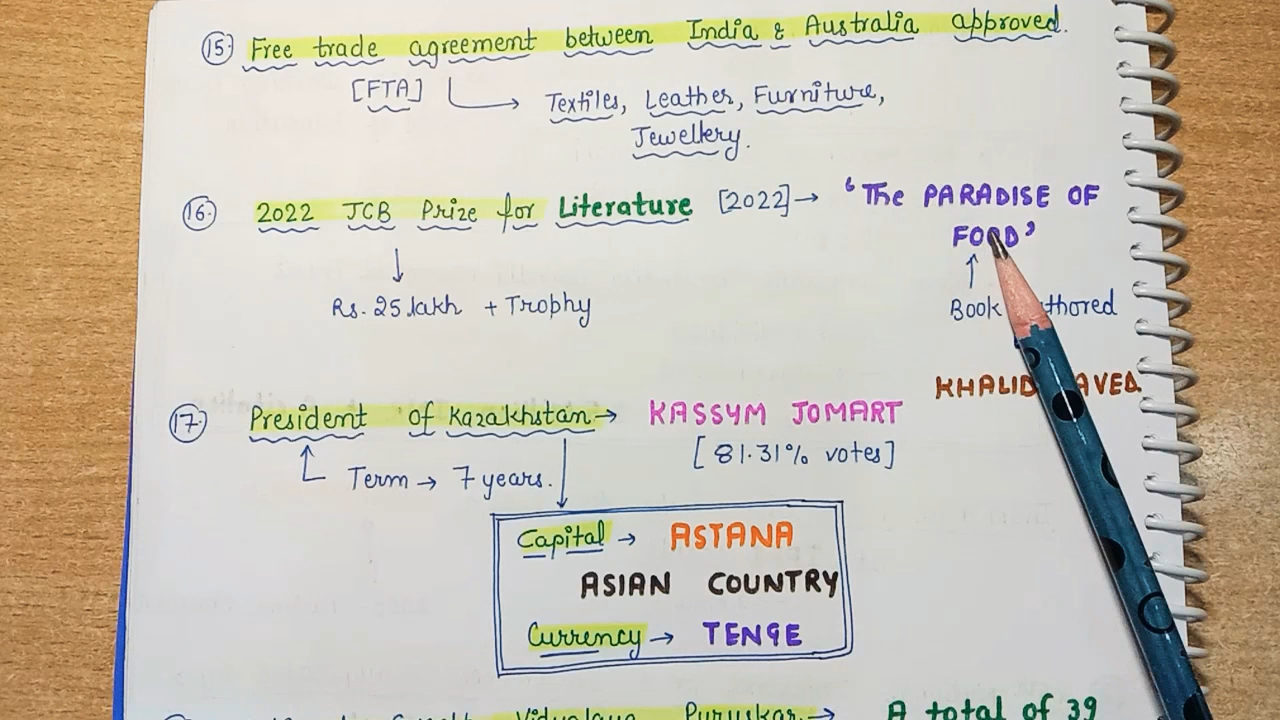 15. Free trade agreement between India & Australia approved.
[FTA] → Textiles, Leather, Furniture,
Jewellery.
16. 2022 JCB Prize for Literature [2022] → 'The PARADISE OF
FOOD'
↓ ↑
Rs. 25 lakh + Trophy Book
KHALID
17. President of Kazakhstan → KASSYM JOMART
[81.31% votes]
Term → 7 years.
Capital → ASTANA
ASIAN COUNTRY
Currency → TENGE
Puruskar → A total of 39